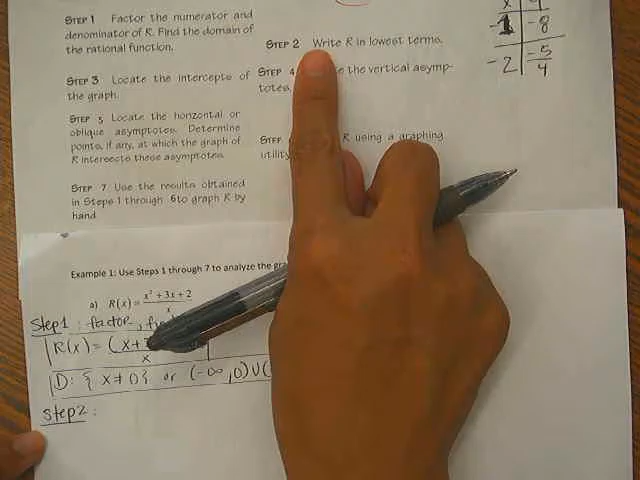 STEP 1 Factor the numerator and
denominator of R. Find the domain of
the rational function.
STEP 2 Write R in lowest terms.
STEP 3 Locate the intercepts of
the graph.
STEP 4 the vertical asymp-
totes.
STEP 5 Locate the horizontal or
oblique asymptotes. Determine
points, if any, at which the graph of
R intersects these asymptotes.
STEP R using a graphing
utility
STEP 7 Use the results obtained
in Steps 1 through 6 to graph R by
hand
x y
-1 -8
-2 -5/4
Example 1: Use Steps 1 through 7 to analyze the
a) R(x) = x² + 3x + 2
x
Step1 : factor,
R(x) = (x+
x
D: { x ≠ 0 } or (-∞, 0) U (
Step2 :